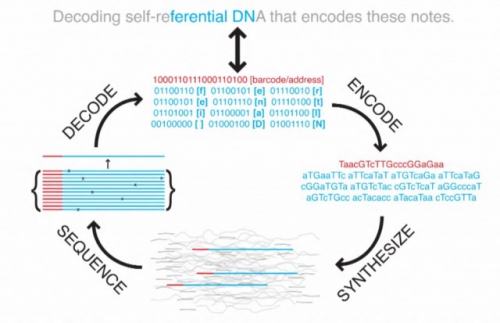 Decoding self-referential DNA that encodes these notes.
1000110111000110100 [barcode/address]
01100110 [f] 01100101 [e] 01110010 [r]
01100101 [e] 01101110 [n] 01110100 [t]
01101001 [i] 01100001 [a] 01101100 [l]
00100000 [ ] 01000100 [D] 01001110 [N]
DECODE
ENCODE
TaacGTcTTGcccGGaGaa
aTGaaTTc aTTcaTaT aTGTcaGa aTTcaTaG
cGGaTGTa aTGTcTac cGTcTcaT aGGcccaT
aGTcTGcc acTacacc aTacaTaa cTccGTTa
SEQUENCE
SYNTHESIZE